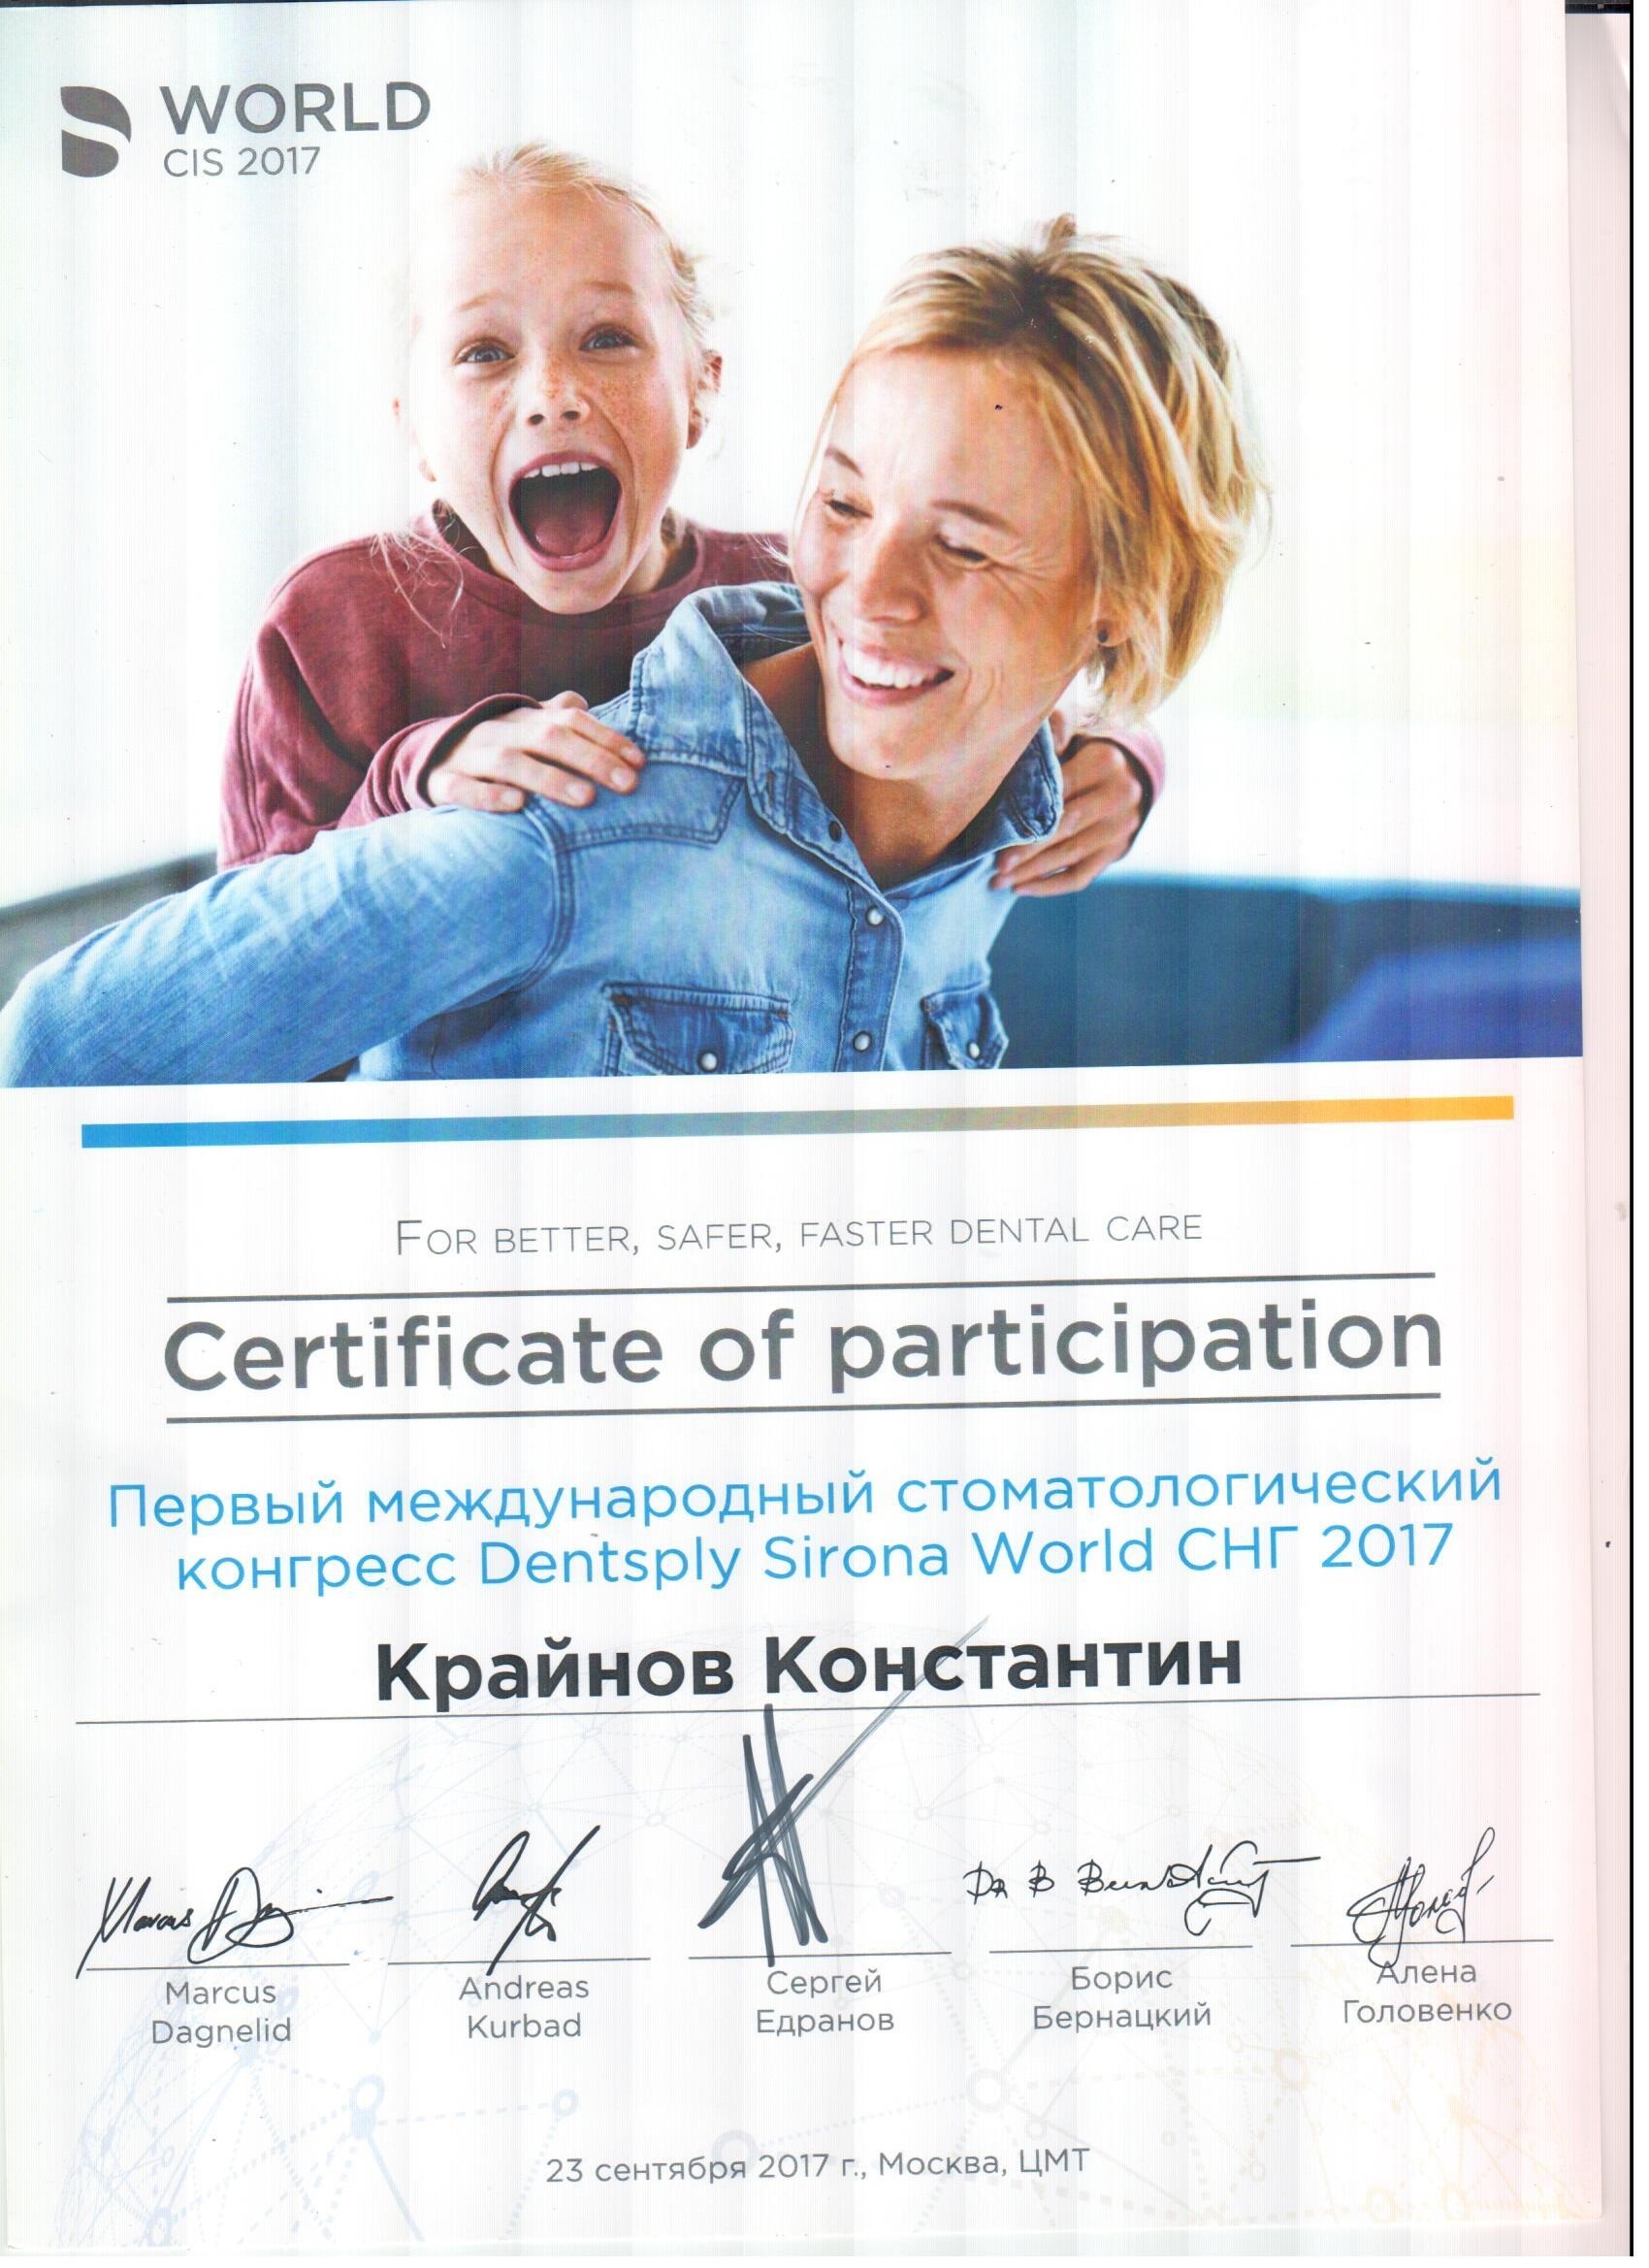 WORLD
CIS 2017
FOR BETTER, SAFER, FASTER DENTAL CARE
Certificate of participation
Первый международный стоматологический
конгресс Dentsply Sirona World СНГ 2017
Крайнов Константин
Marcus
Dagnelid
Andreas
Kurbad
Сергей
Едранов
Борис
Бернацкий
Алена
Головенко
23 сентября 2017 г., Москва, ЦМТ